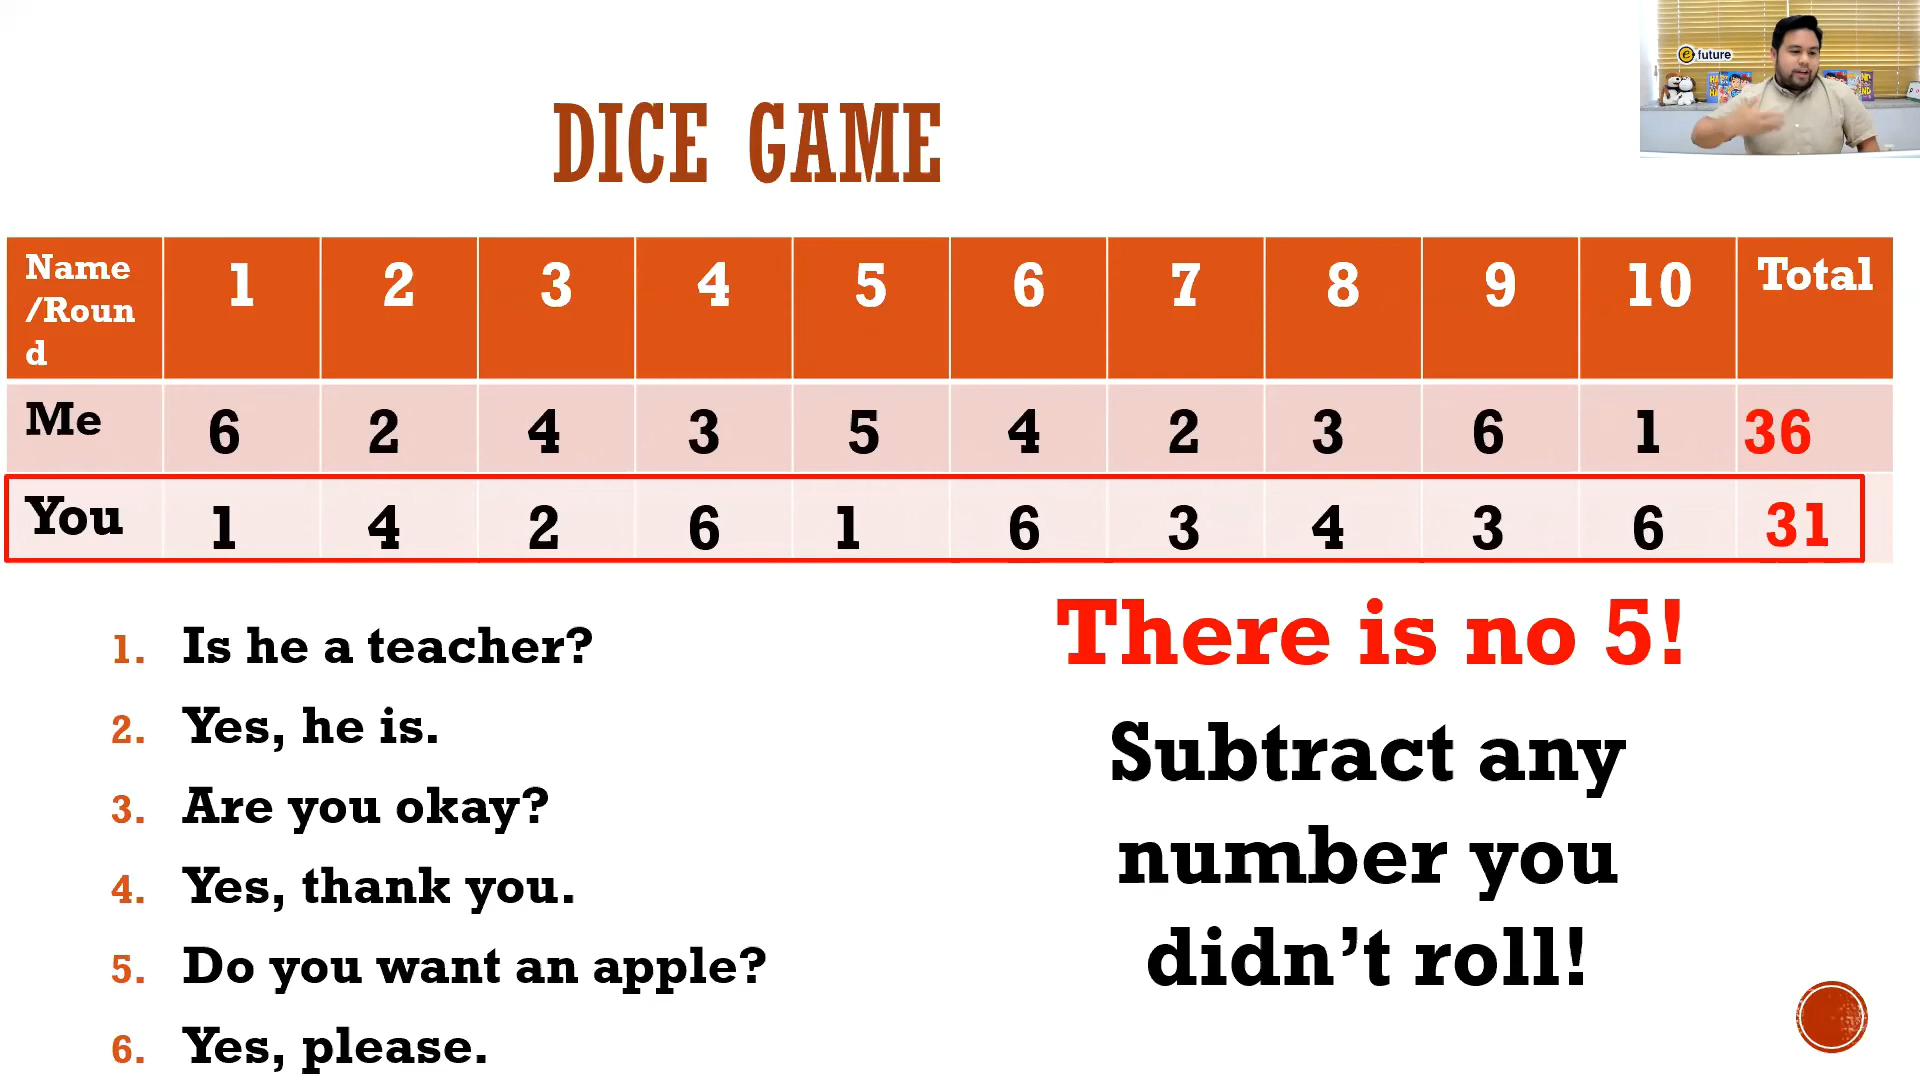 e future
DICE GAME
Name 1 2 3 4 5 6 7 8 9 10 Total
/Roun
d
Me 6 2 4 3 5 4 2 3 6 1 36
You 1 4 2 6 1 6 3 4 3 6 31
1. Is he a teacher?
2. Yes, he is.
3. Are you okay?
4. Yes, thank you.
5. Do you want an apple?
6. Yes, please.
There is no 5!
Subtract any
number you
didn't roll!